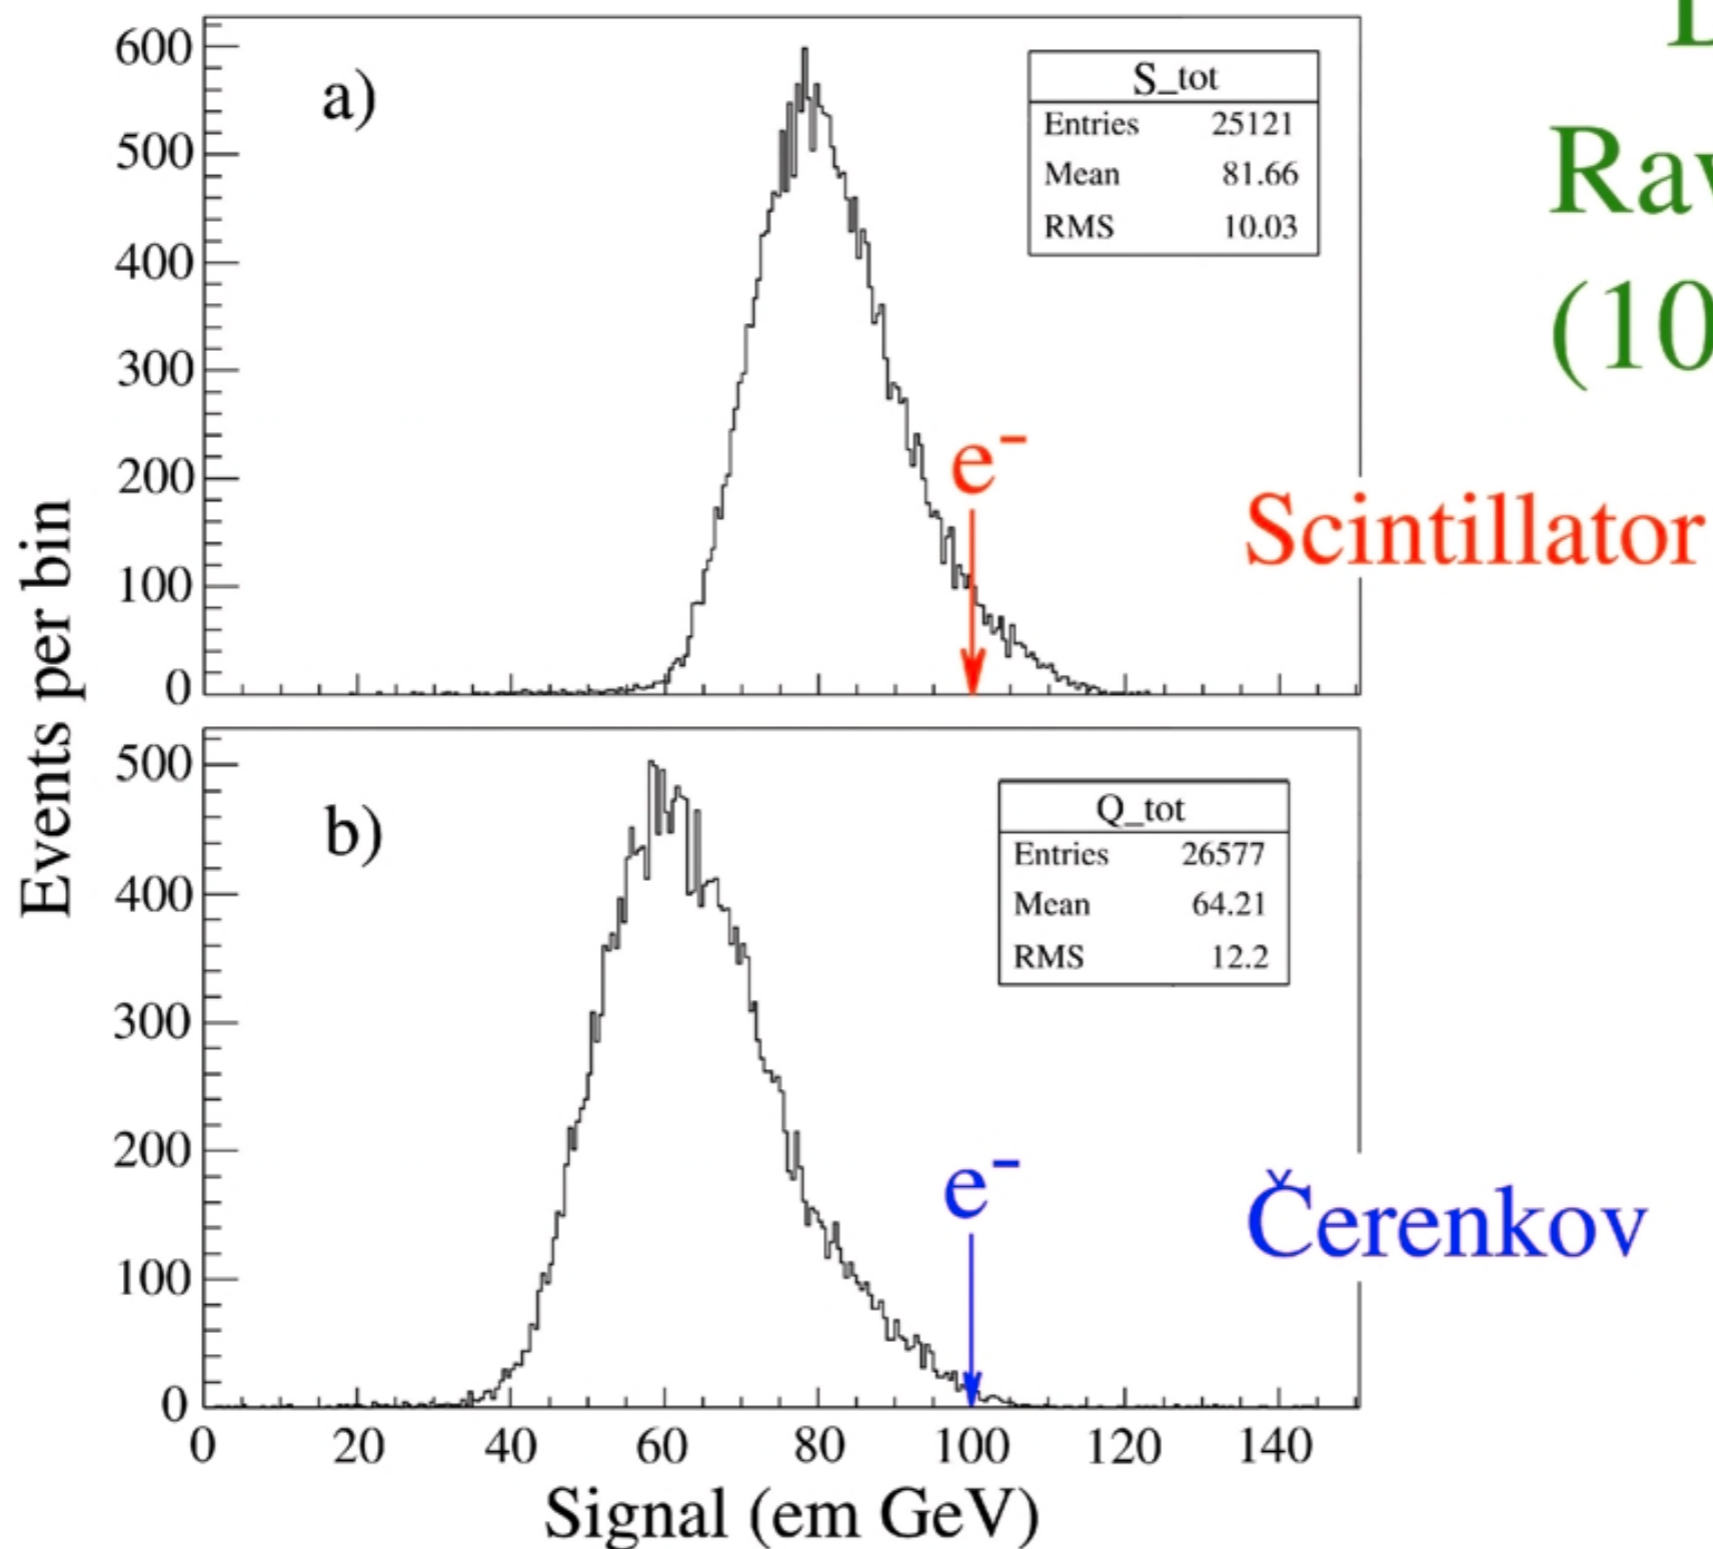 a)
S_tot
Entries 25121
Mean 81.66
RMS 10.03
600
500
400
300
200
100
0
e⁻
Scintillator
(10
Events per bin
b)
Q_tot
Entries 26577
Mean 64.21
RMS 12.2
500
400
300
200
100
0
e⁻
Čerenkov
0 20 40 60 80 100 120 140
Signal (em GeV)